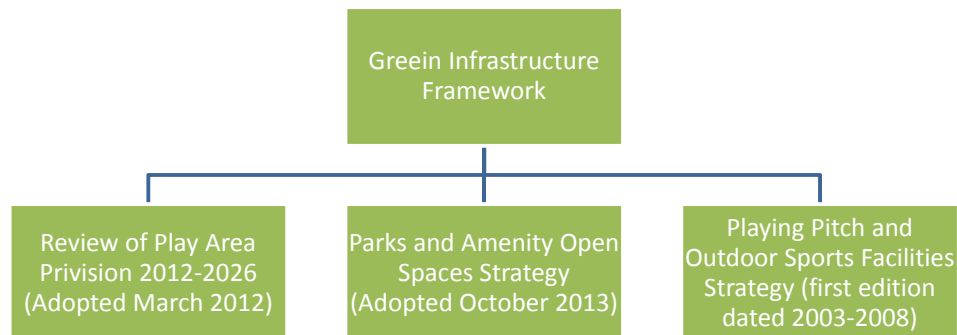 Greein Infrastructure
Framework
Review of Play Area
Privision 2012-2026
(Adopted March 2012)
Parks and Amenity Open
Spaces Strategy
(Adopted October 2013)
Playing Pitch and
Outdoor Sports Facilities
Strategy (first edition
dated 2003-2008)